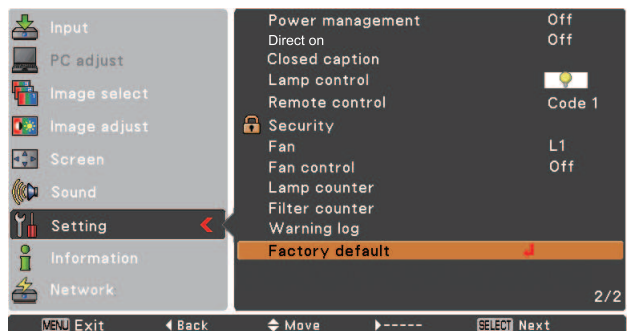 Input
PC adjust
Image select
Image adjust
Screen
Sound
Setting
Information
Network
Power management Off
Direct on Off
Closed caption
Lamp control
Remote control Code 1
Security
Fan L1
Fan control Off
Lamp counter
Filter counter
Warning log
Factory default
2/2
MENU Exit Back Move ----- SELECT Next